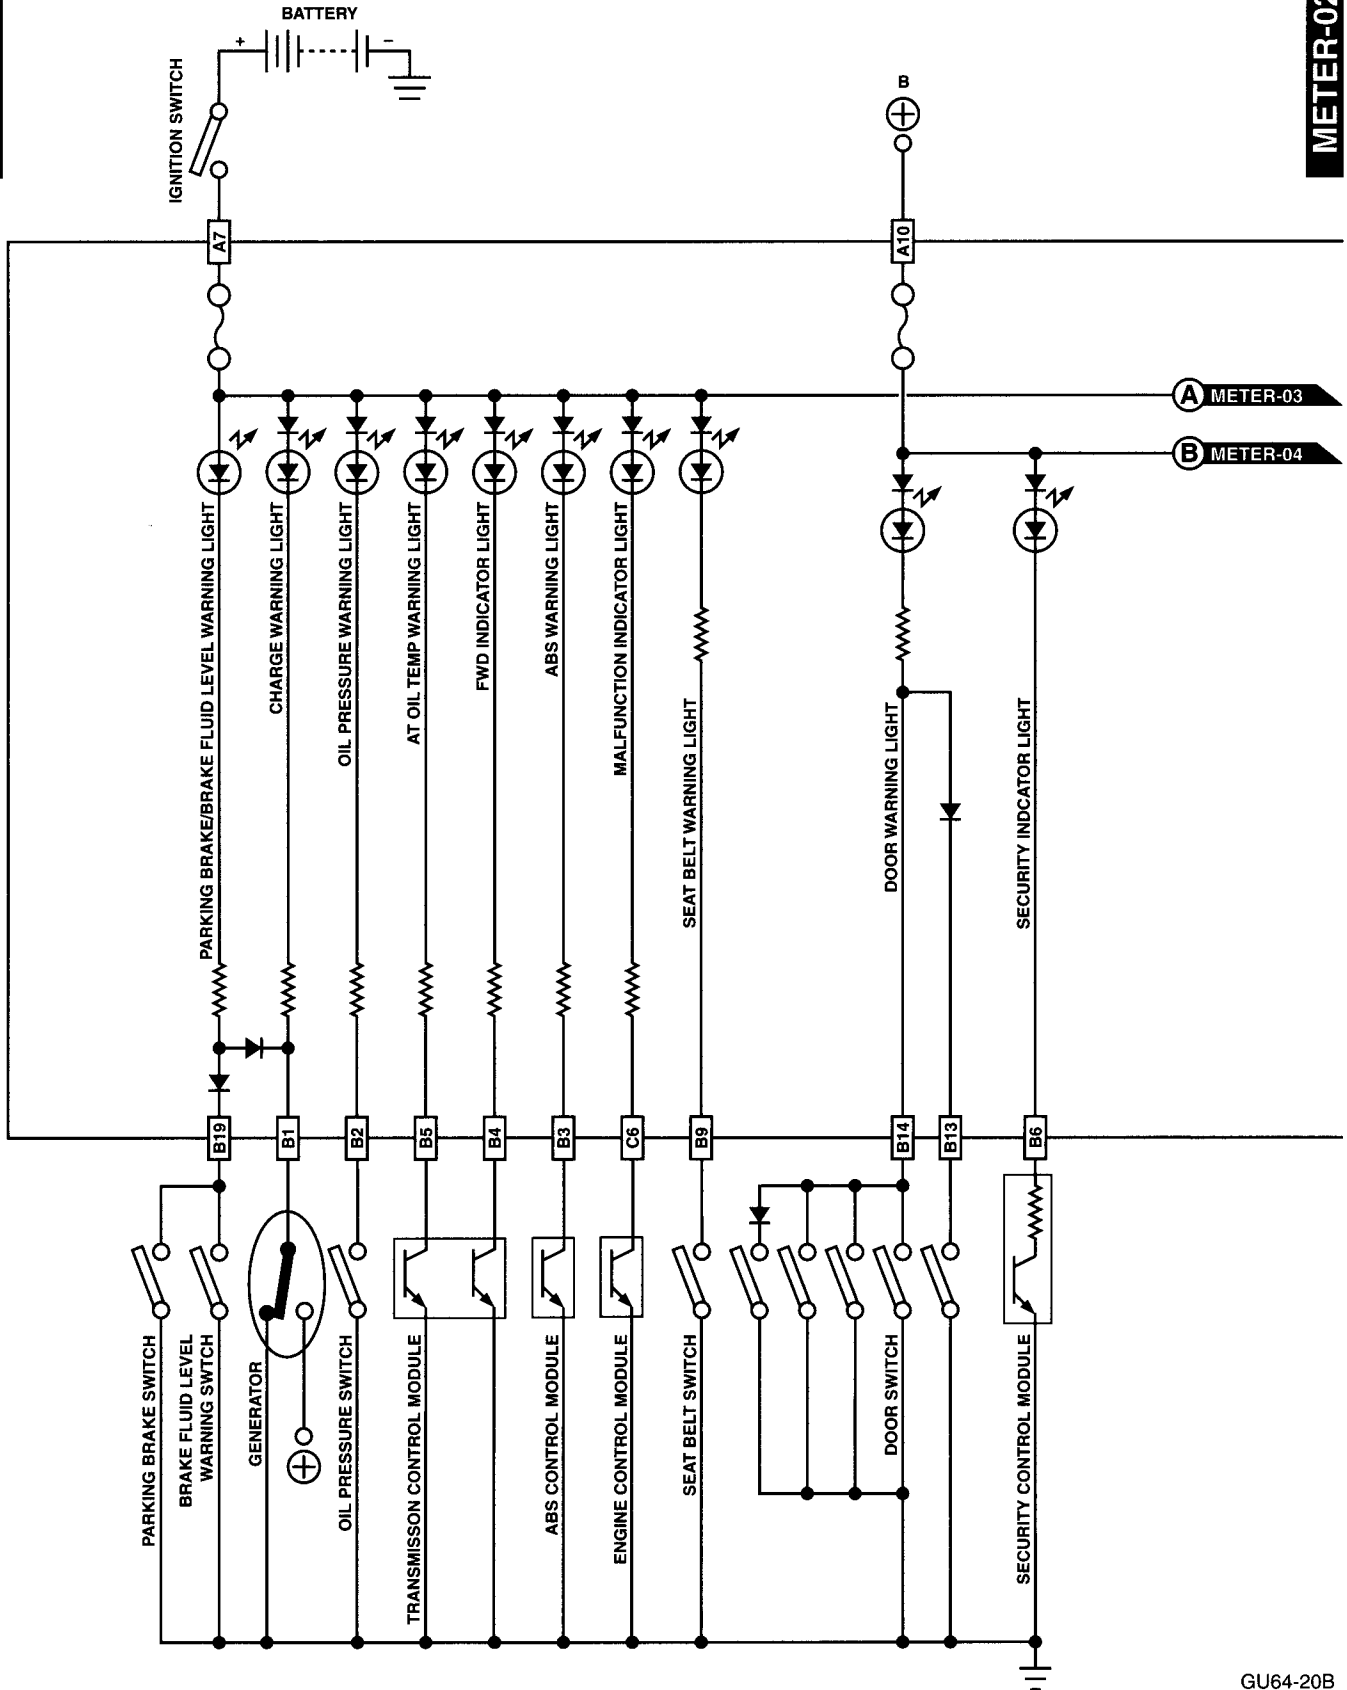 BATTERY
+
-
IGNITION SWITCH
METER-02
B
+
A7
A10
A METER-03
B METER-04
PARKING BRAKE/BRAKE FLUID LEVEL WARNING LIGHT
CHARGE WARNING LIGHT
OIL PRESSURE WARNING LIGHT
AT OIL TEMP WARNING LIGHT
FWD INDICATOR LIGHT
ABS WARNING LIGHT
MALFUNCTION INDICATOR LIGHT
SEAT BELT WARNING LIGHT
DOOR WARNING LIGHT
SECURITY INDCATOR LIGHT
B19
B1
B2
B5
B4
B3
C6
B9
B14
B13
B6
PARKING BRAKE SWITCH
BRAKE FLUID LEVEL
WARNING SWTCH
GENERATOR
+
OIL PRESSURE SWITCH
TRANSMISSON CONTROL MODULE
ABS CONTROL MODULE
ENGINE CONTROL MODULE
SEAT BELT SWITCH
DOOR SWITCH
SECURITY CONTROL MODULE
GU64-20B